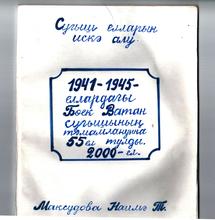 Сугыш елларын
искә алу.
1941-1945-
еллардагы
Бөек Ватан
сугышының
тәмамлануына
55 ел тулды.
2000-ел.
Максудова Наилә Т.